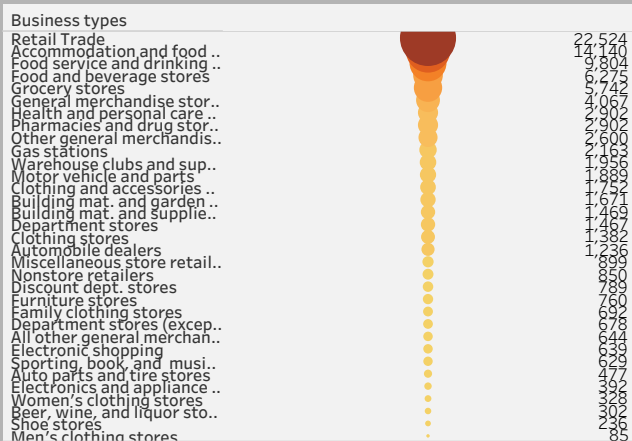 Business types
Retail Trade 22,524
Accommodation and food .. 14,140
Food service and drinking .. 9,804
Food and beverage stores 6,275
Grocery stores 5,742
General merchandise stor.. 4,067
Health and personal care .. 2,902
Pharmacies and drug stor.. 2,902
Other general merchandis.. 2,600
Gas stations 2,163
Warehouse clubs and sup.. 1,956
Motor vehicle and parts 1,889
Clothing and accessories .. 1,752
Building mat. and garden .. 1,671
Building mat. and supplie.. 1,469
Department stores 1,467
Clothing stores 1,382
Automobile dealers 1,236
Miscellaneous store retail.. 899
Nonstore retailers 850
Discount dept. stores 789
Furniture stores 760
Family clothing stores 692
Department stores (excep.. 678
All other general merchan.. 644
Electronic shopping 639
Sporting, book, and musi.. 629
Auto parts and tire stores 477
Electronics and appliance .. 392
Women's clothing stores 328
Beer, wine, and liquor sto.. 302
Shoe stores 236
Men's clothing stores 85